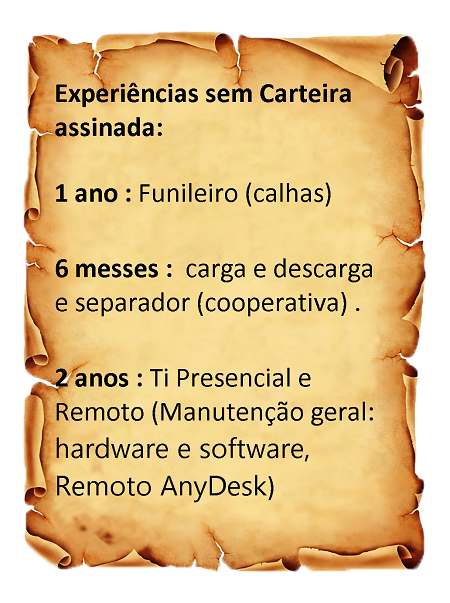 Experiências sem Carteira
assinada:
1 ano : Funileiro (calhas)
6 messes :  carga e descarga
e separador (cooperativa) .
2 anos : Ti Presencial e
Remoto (Manutenção geral:
hardware e software,
Remoto AnyDesk)